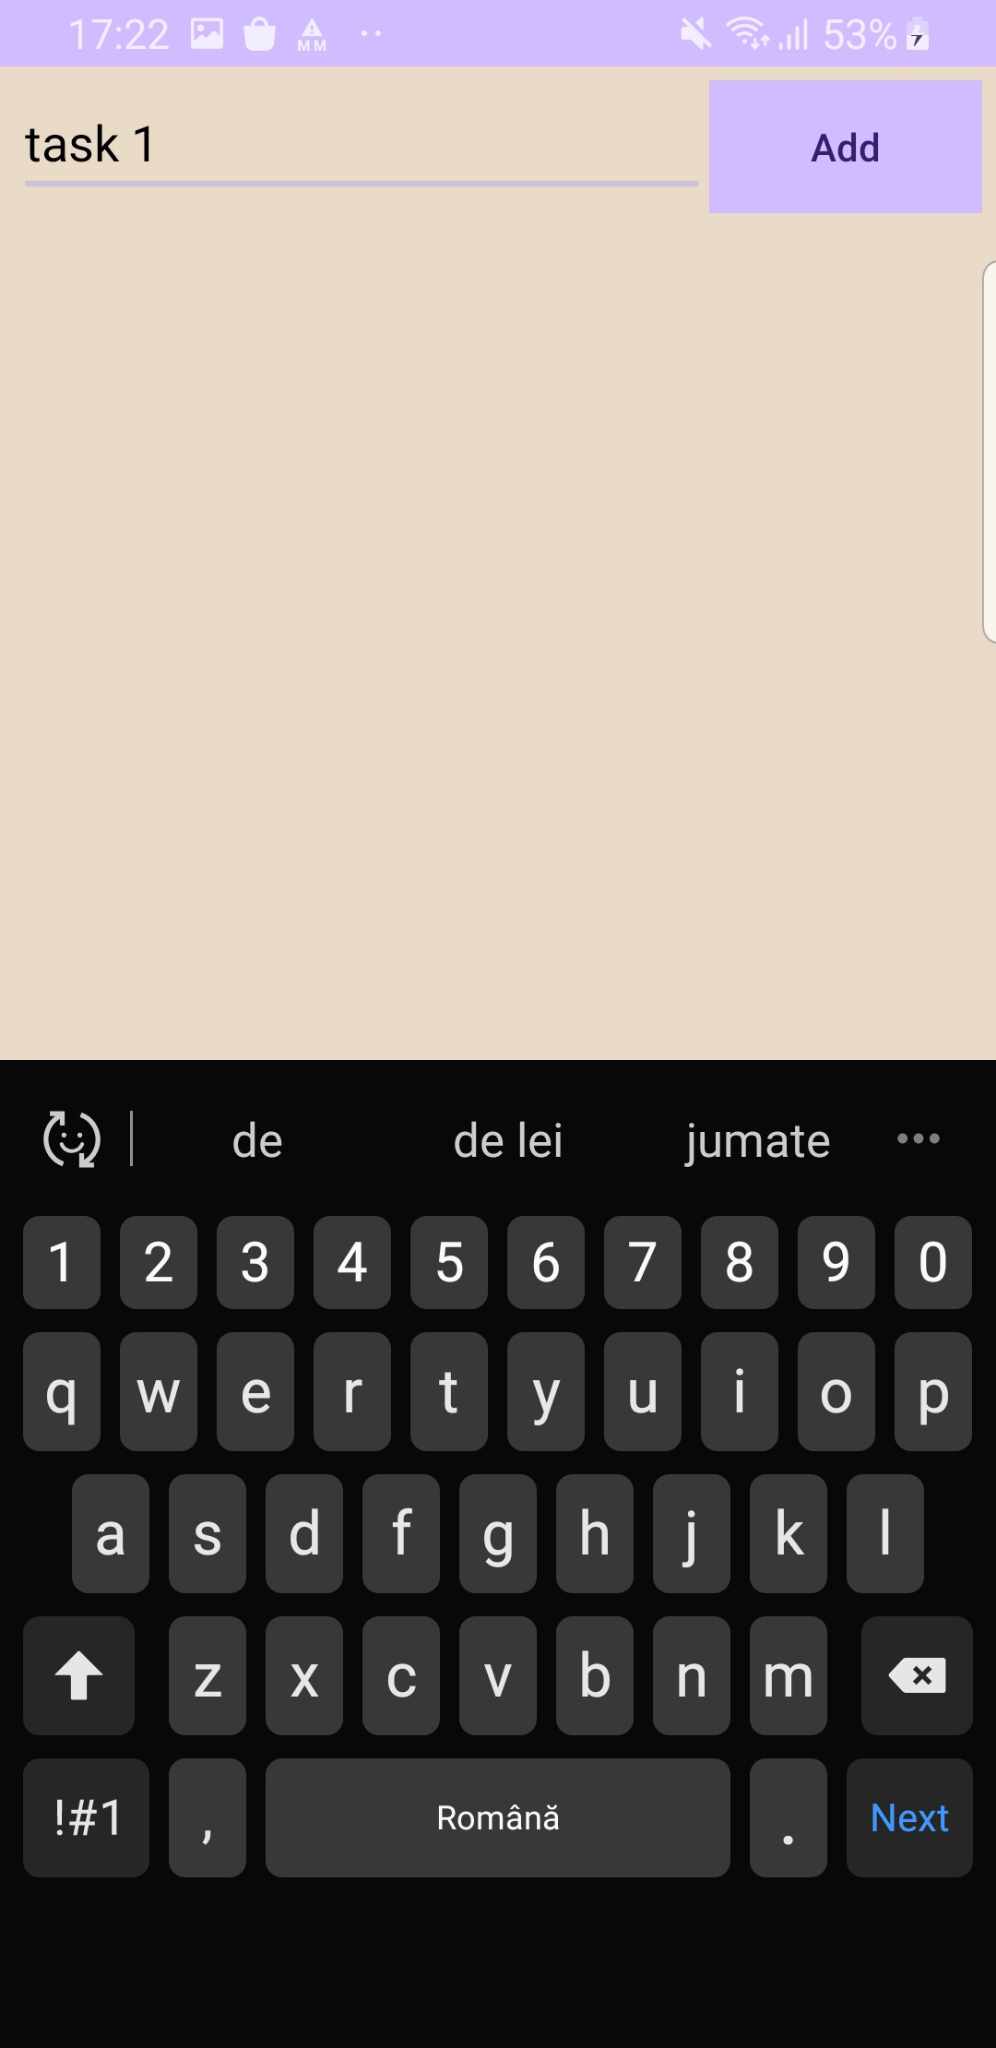 17:22 MM 53%
task 1
Add
de de lei jumate
1 2 3 4 5 6 7 8 9 0
q w e r t y u i o p
a s d f g h j k l
z x c v b n m
!#1 , Română . Next